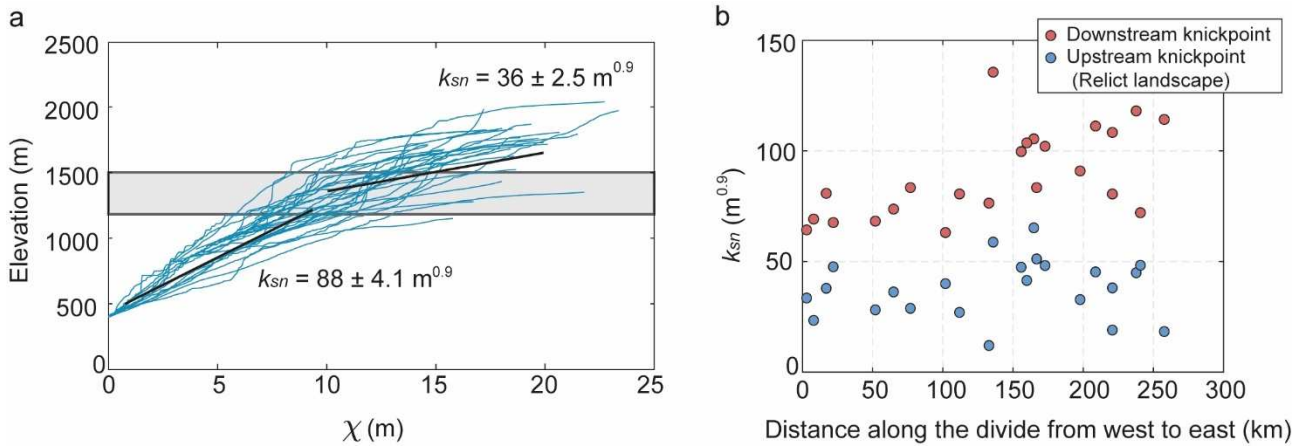 a
2500
2000
1500
1000
500
0
Elevation (m)
kₛₙ = 36 ± 2.5 m⁰·⁹
kₛₙ = 88 ± 4.1 m⁰·⁹
0 5 10 15 20 25
χ (m)
b
150
100
50
0
kₛₙ (m⁰·⁹)
Downstream knickpoint
Upstream knickpoint
(Relict landscape)
0 50 100 150 200 250 300
Distance along the divide from west to east (km)